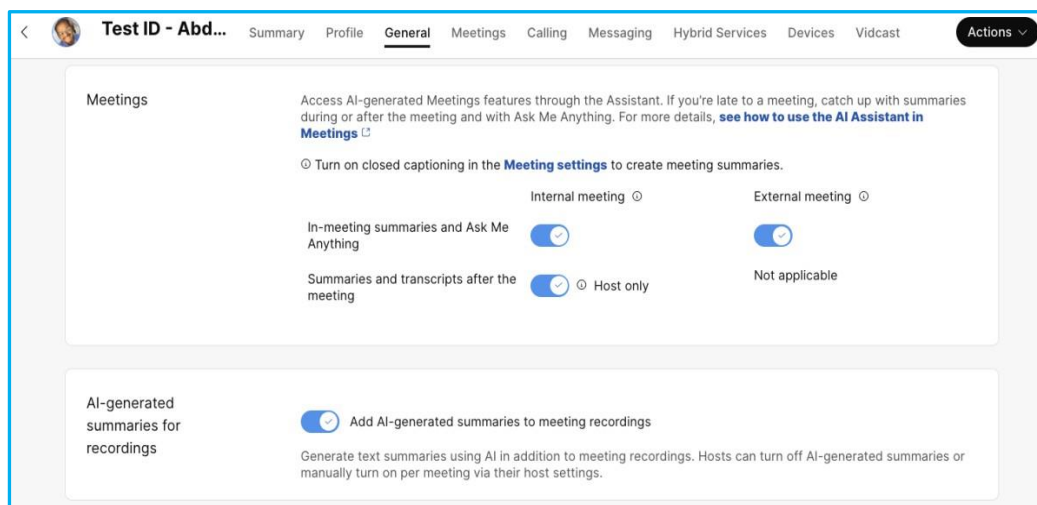 Test ID - Abd...
Summary Profile General Meetings Calling Messaging Hybrid Services Devices Vidcast
Actions
Meetings
Access AI-generated Meetings features through the Assistant. If you're late to a meeting, catch up with summaries
during or after the meeting and with Ask Me Anything. For more details, see how to use the AI Assistant in
Meetings
Turn on closed captioning in the Meeting settings to create meeting summaries.
Internal meeting External meeting
In-meeting summaries and Ask Me
Anything
Summaries and transcripts after the
meeting
Host only
Not applicable
AI-generated
summaries for
recordings
Add AI-generated summaries to meeting recordings
Generate text summaries using AI in addition to meeting recordings. Hosts can turn off AI-generated summaries or
manually turn on per meeting via their host settings.